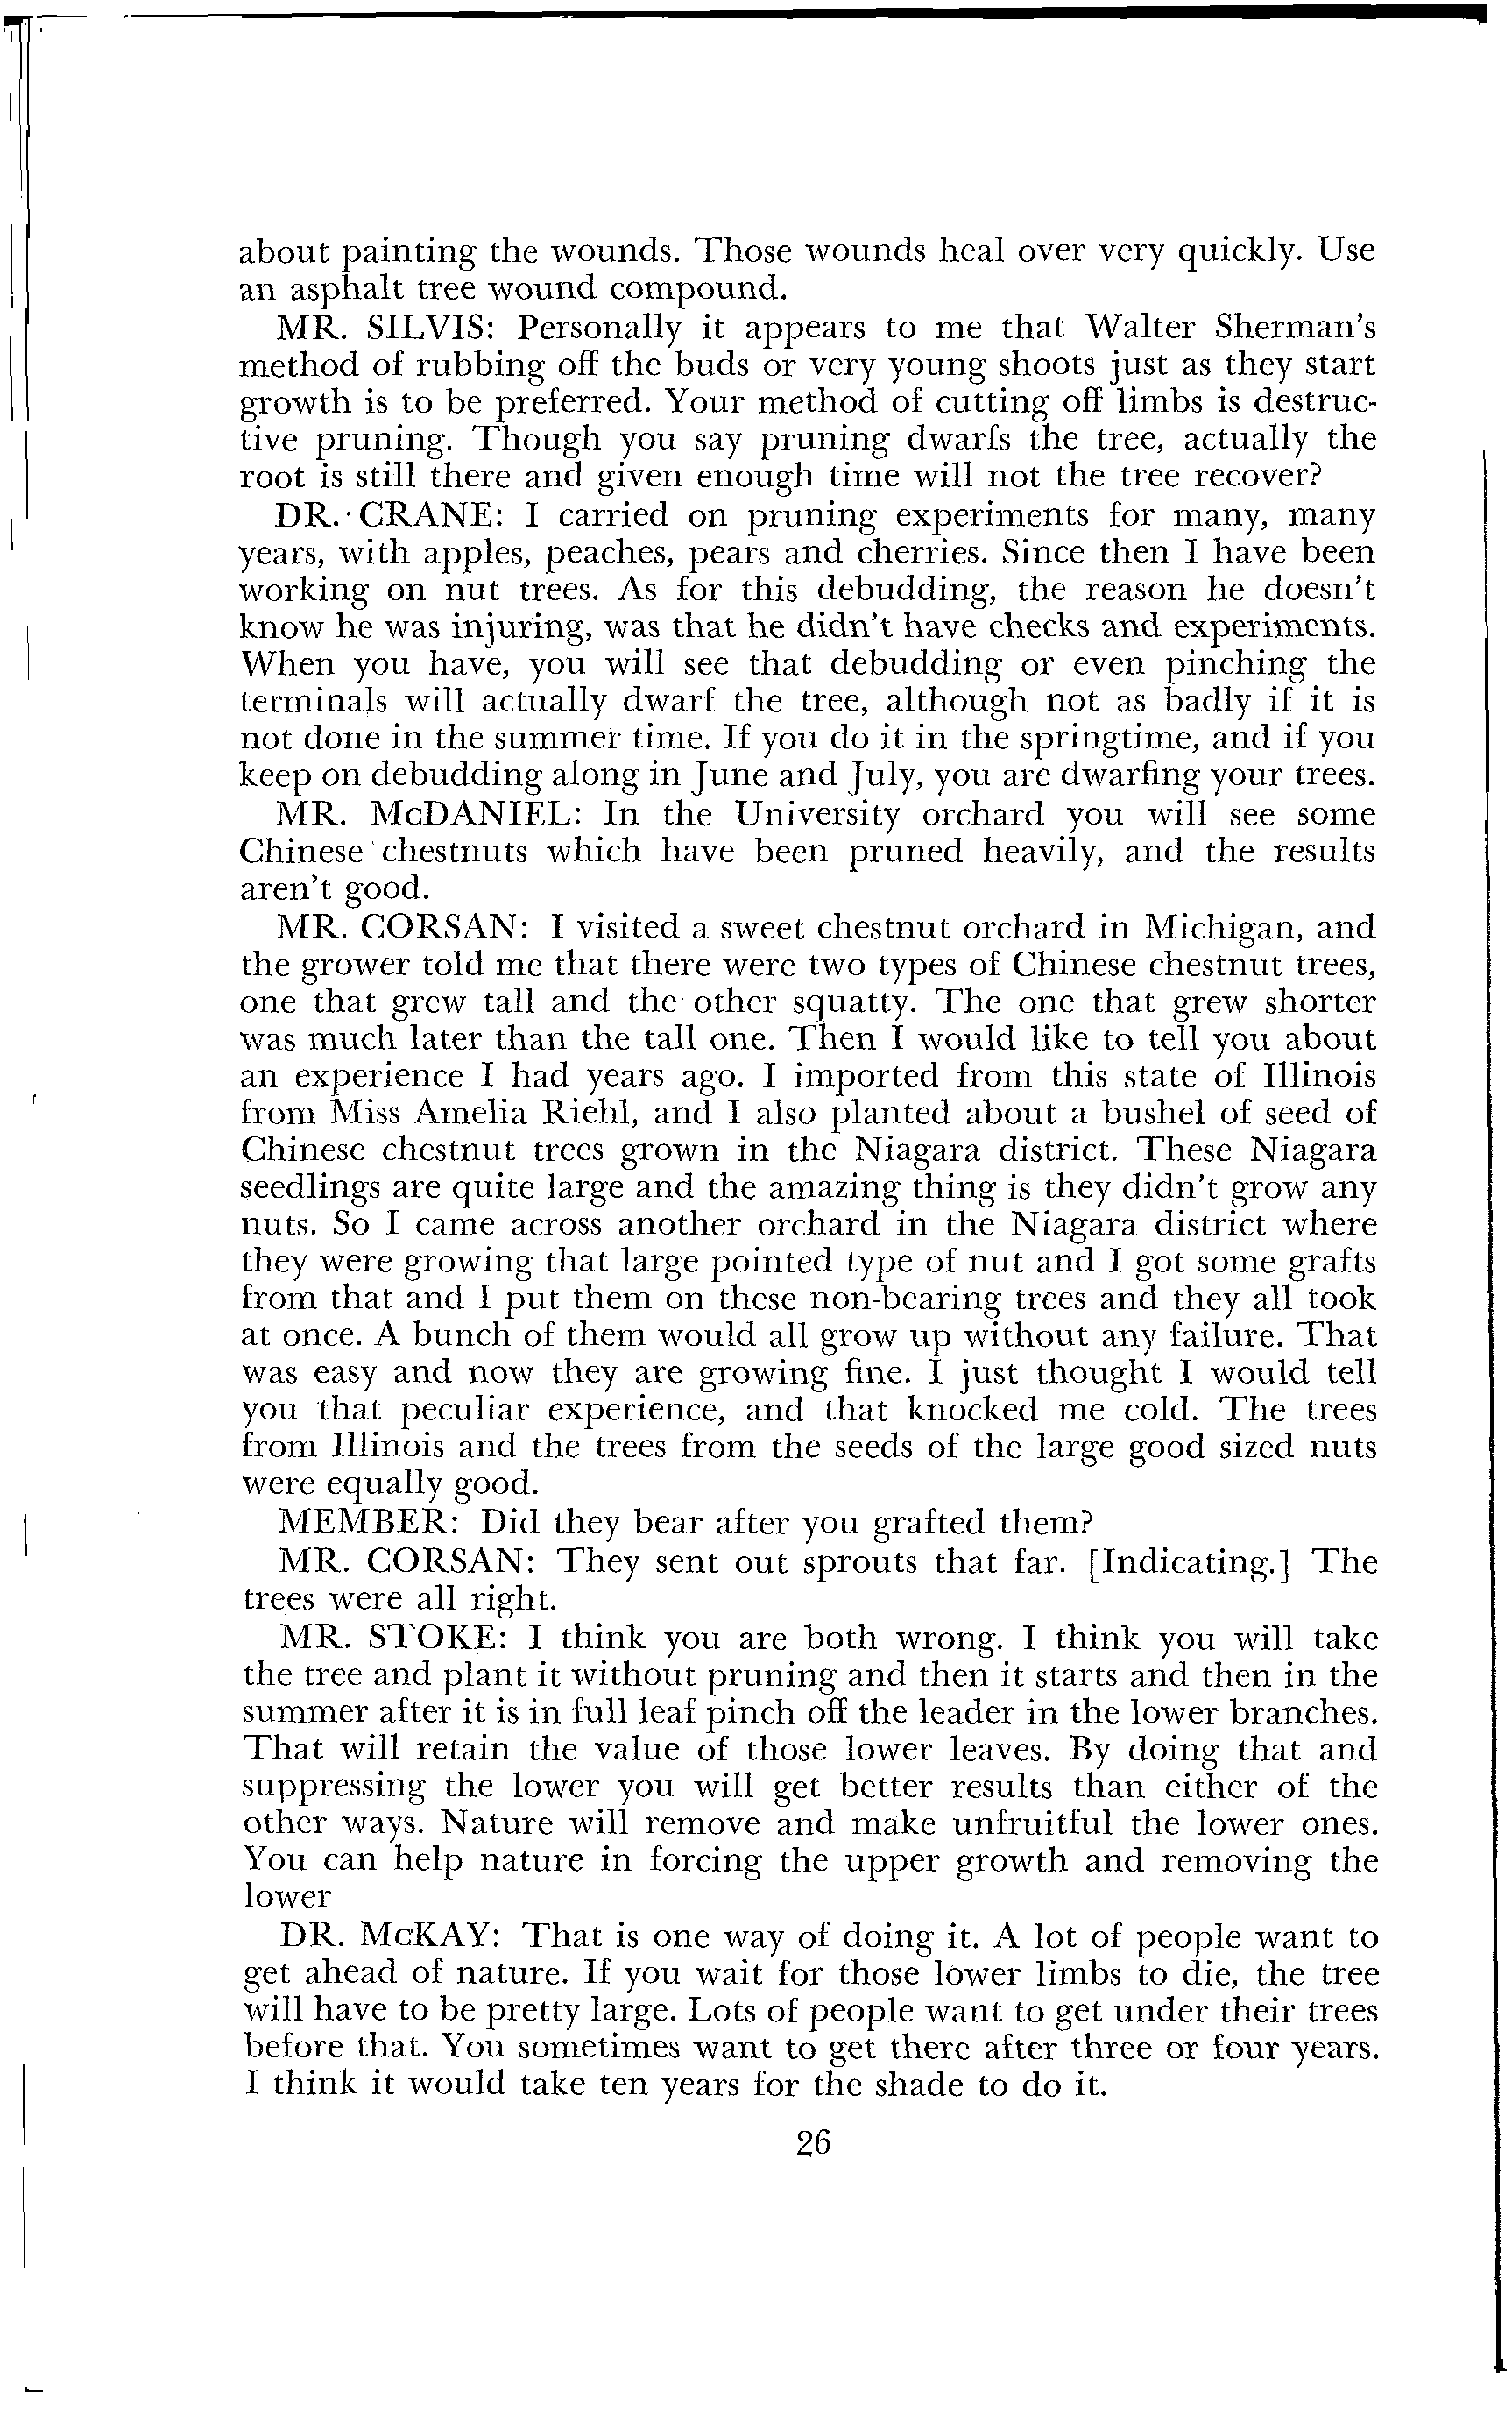 about painting the wounds. Those wounds heal over very quickly. Use
an asphalt tree wound compound.
MR. SILVIS: Personally it appears to me that Walter Sherman's
method of rubbing off the buds or very young shoots just as they start
growth is to be preferred. Your method of cutting off limbs is destruc-
tive pruning. Though you say pruning dwarfs the tree, actually the
root is still there and given enough time will not the tree recover?
DR. CRANE: I carried on pruning experiments for many, many
years, with apples, peaches, pears and cherries. Since then I have been
working on nut trees. As for this debudding, the reason he doesn't
know he was injuring, was that he didn't have checks and experiments.
When you have, you will see that debudding or even pinching the
terminals will actually dwarf the tree, although not as badly if it is
not done in the summer time. If you do it in the springtime, and if you
keep on debudding along in June and July, you are dwarfing your trees.
MR. McDANIEL: In the University orchard you will see some
Chinese chestnuts which have been pruned heavily, and the results
aren't good.
MR. CORSAN: I visited a sweet chestnut orchard in Michigan, and
the grower told me that there were two types of Chinese chestnut trees,
one that grew tall and the other squatty. The one that grew shorter
was much later than the tall one. Then I would like to tell you about
an experience I had years ago. I imported from this state of Illinois
from Miss Amelia Riehl, and I also planted about a bushel of seed of
Chinese chestnut trees grown in the Niagara district. These Niagara
seedlings are quite large and the amazing thing is they didn't grow any
nuts. So I came across another orchard in the Niagara district where
they were growing that large pointed type of nut and I got some grafts
from that and I put them on these non-bearing trees and they all took
at once. A bunch of them would all grow up without any failure. That
was easy and now they are growing fine. I just thought I would tell
you that peculiar experience, and that knocked me cold. The trees
from Illinois and the trees from the seeds of the large good sized nuts
were equally good.
MEMBER: Did they bear after you grafted them?
MR. CORSAN: They sent out sprouts that far. [Indicating.] The
trees were all right.
MR. STOKE: I think you are both wrong. I think you will take
the tree and plant it without pruning and then it starts and then in the
summer after it is in full leaf pinch off the leader in the lower branches.
That will retain the value of those lower leaves. By doing that and
suppressing the lower you will get better results than either of the
other ways. Nature will remove and make unfruitful the lower ones.
You can help nature in forcing the upper growth and removing the
lower
DR. McKAY: That is one way of doing it. A lot of people want to
get ahead of nature. If you wait for those lower limbs to die, the tree
will have to be pretty large. Lots of people want to get under their trees
before that. You sometimes want to get there after three or four years.
I think it would take ten years for the shade to do it.
26